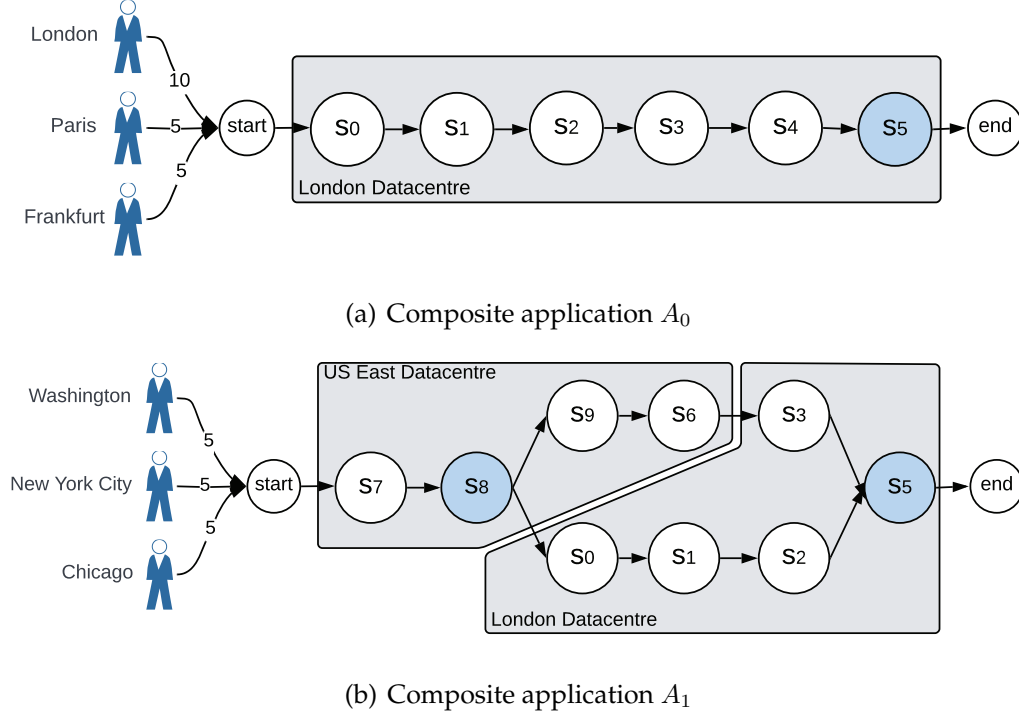 London
10
Paris
5
start
S0
S1
S2
S3
S4
S5
end
5
Frankfurt
London Datacentre
(a) Composite application A0
US East Datacentre
Washington
5
S9
S6
S3
New York City
5
start
S7
S8
S5
end
5
Chicago
S0
S1
S2
London Datacentre
(b) Composite application A1